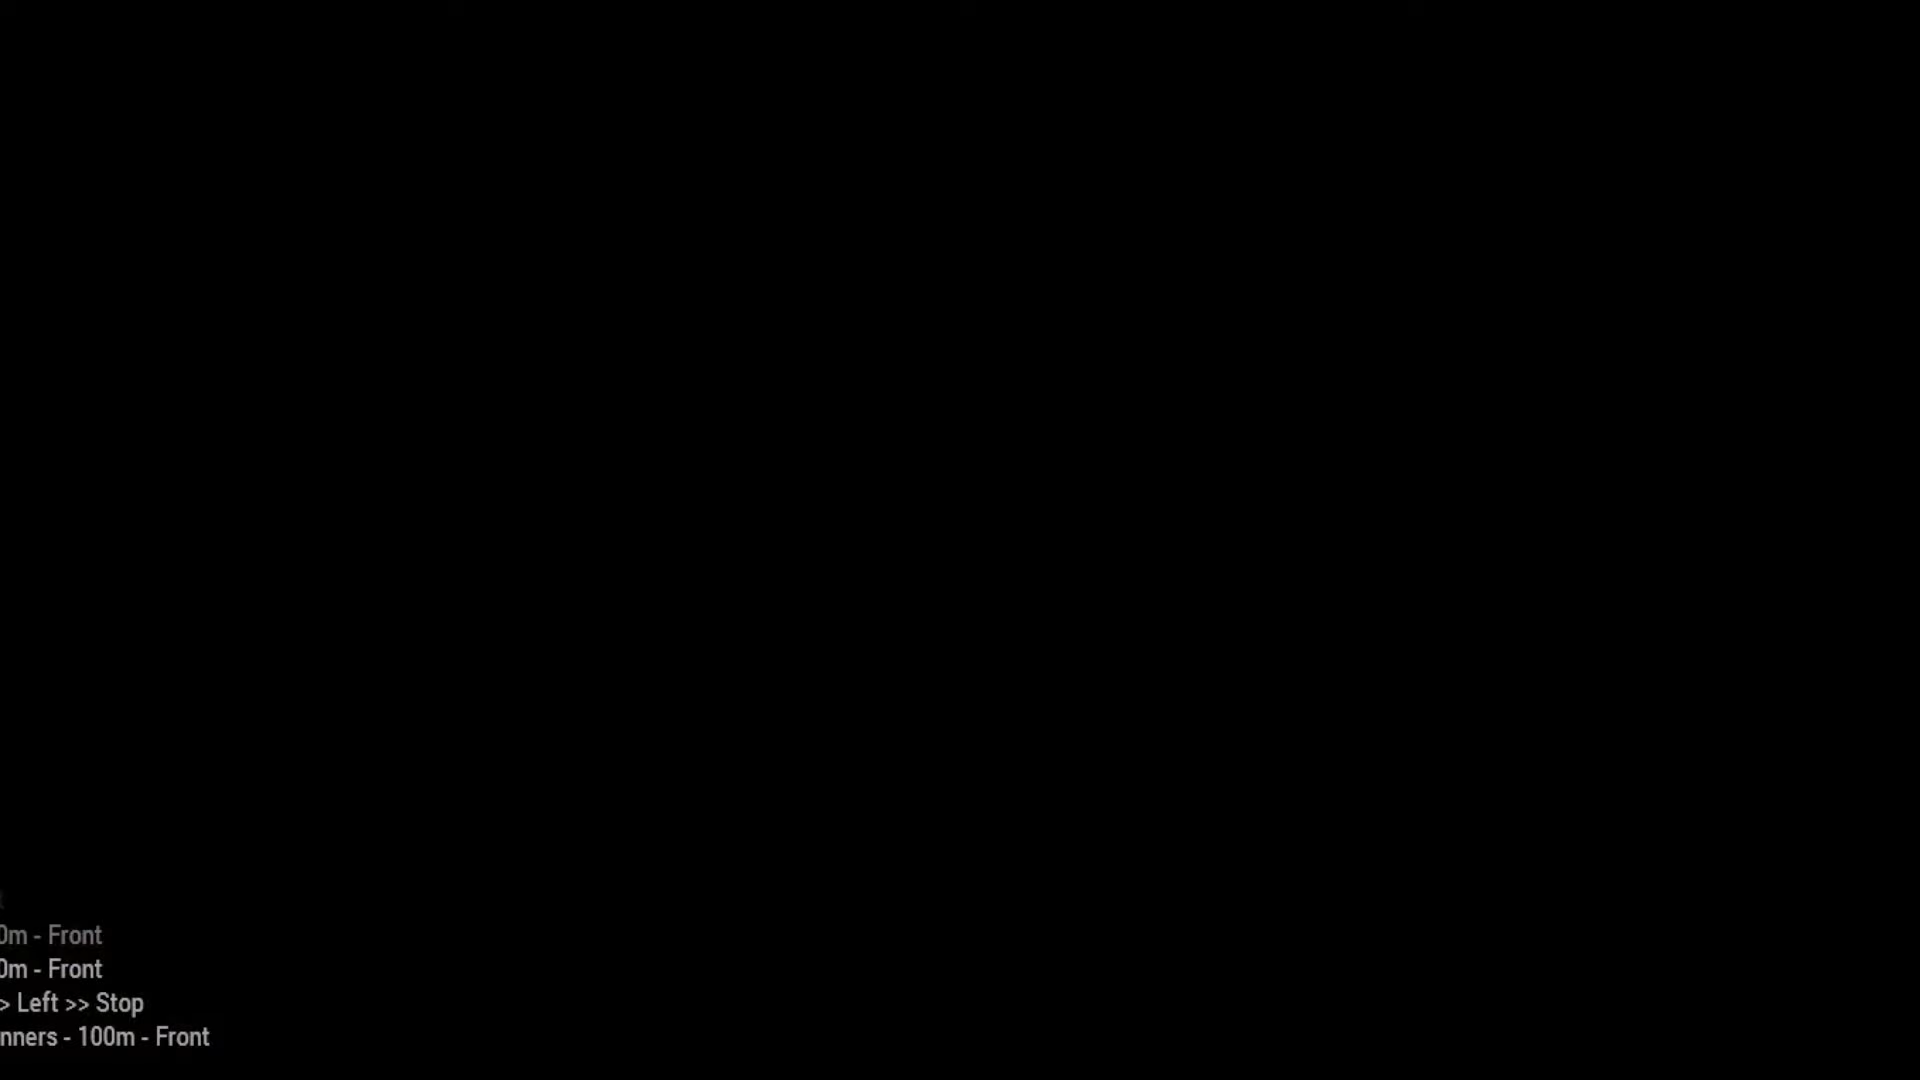 0m - Front
0m - Front
> Left >> Stop
nners - 100m - Front